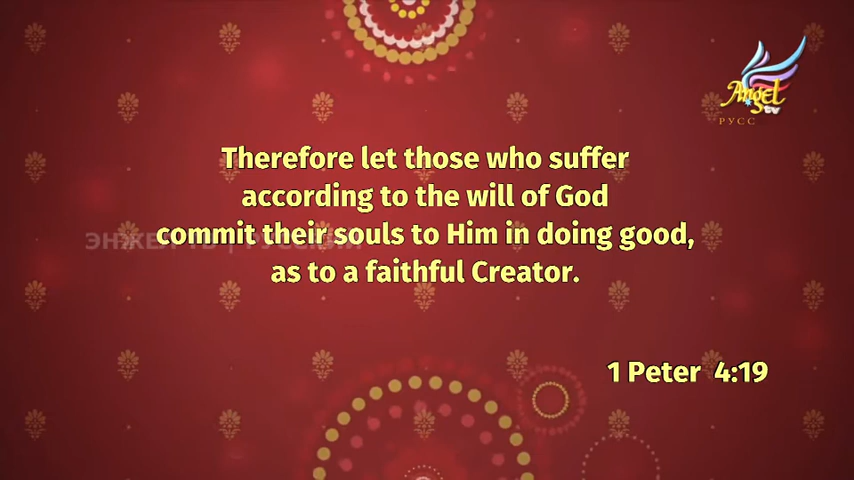 Angel
tv
РУСС
Therefore let those who suffer
according to the will of God
commit their souls to Him in doing good,
as to a faithful Creator.
1 Peter 4:19